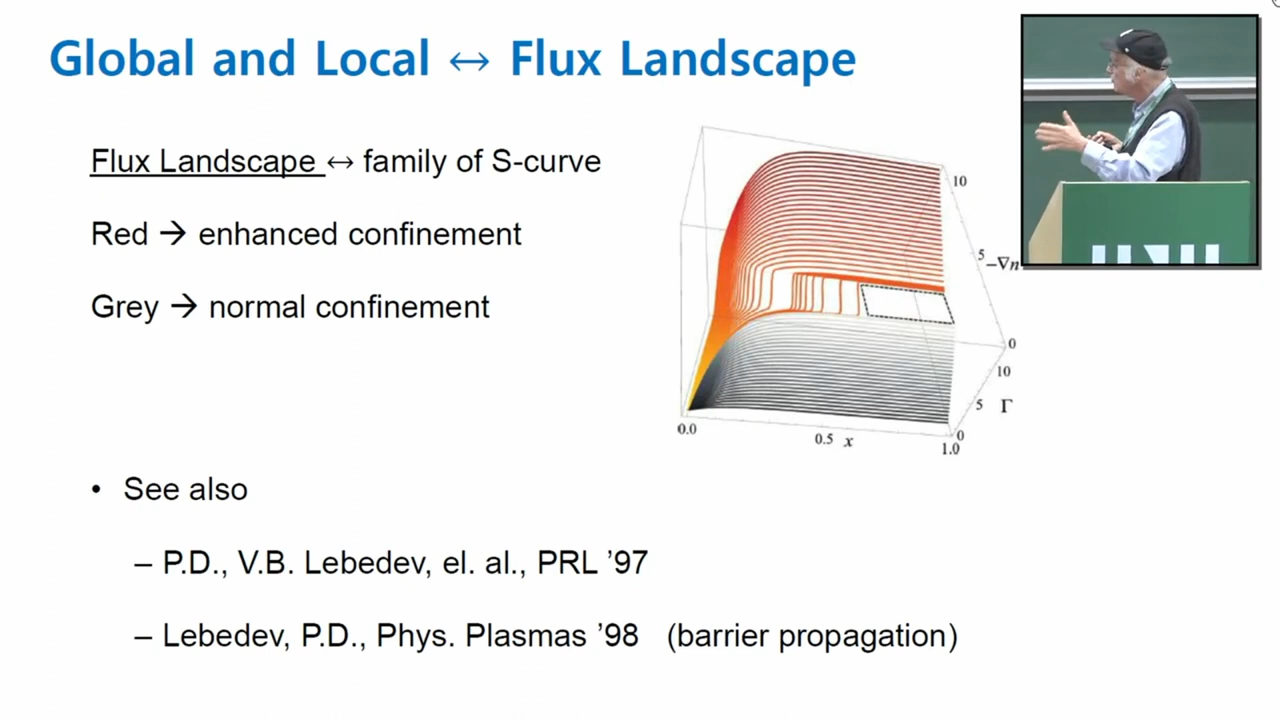 Global and Local ↔ Flux Landscape
Flux Landscape ↔ family of S-curve
Red → enhanced confinement
Grey → normal confinement
10
5
−∇n
0
10
5
Γ
0
0.0
0.5
x
1.0
• See also
– P.D., V.B. Lebedev, el. al., PRL ’97
– Lebedev, P.D., Phys. Plasmas ’98 (barrier propagation)